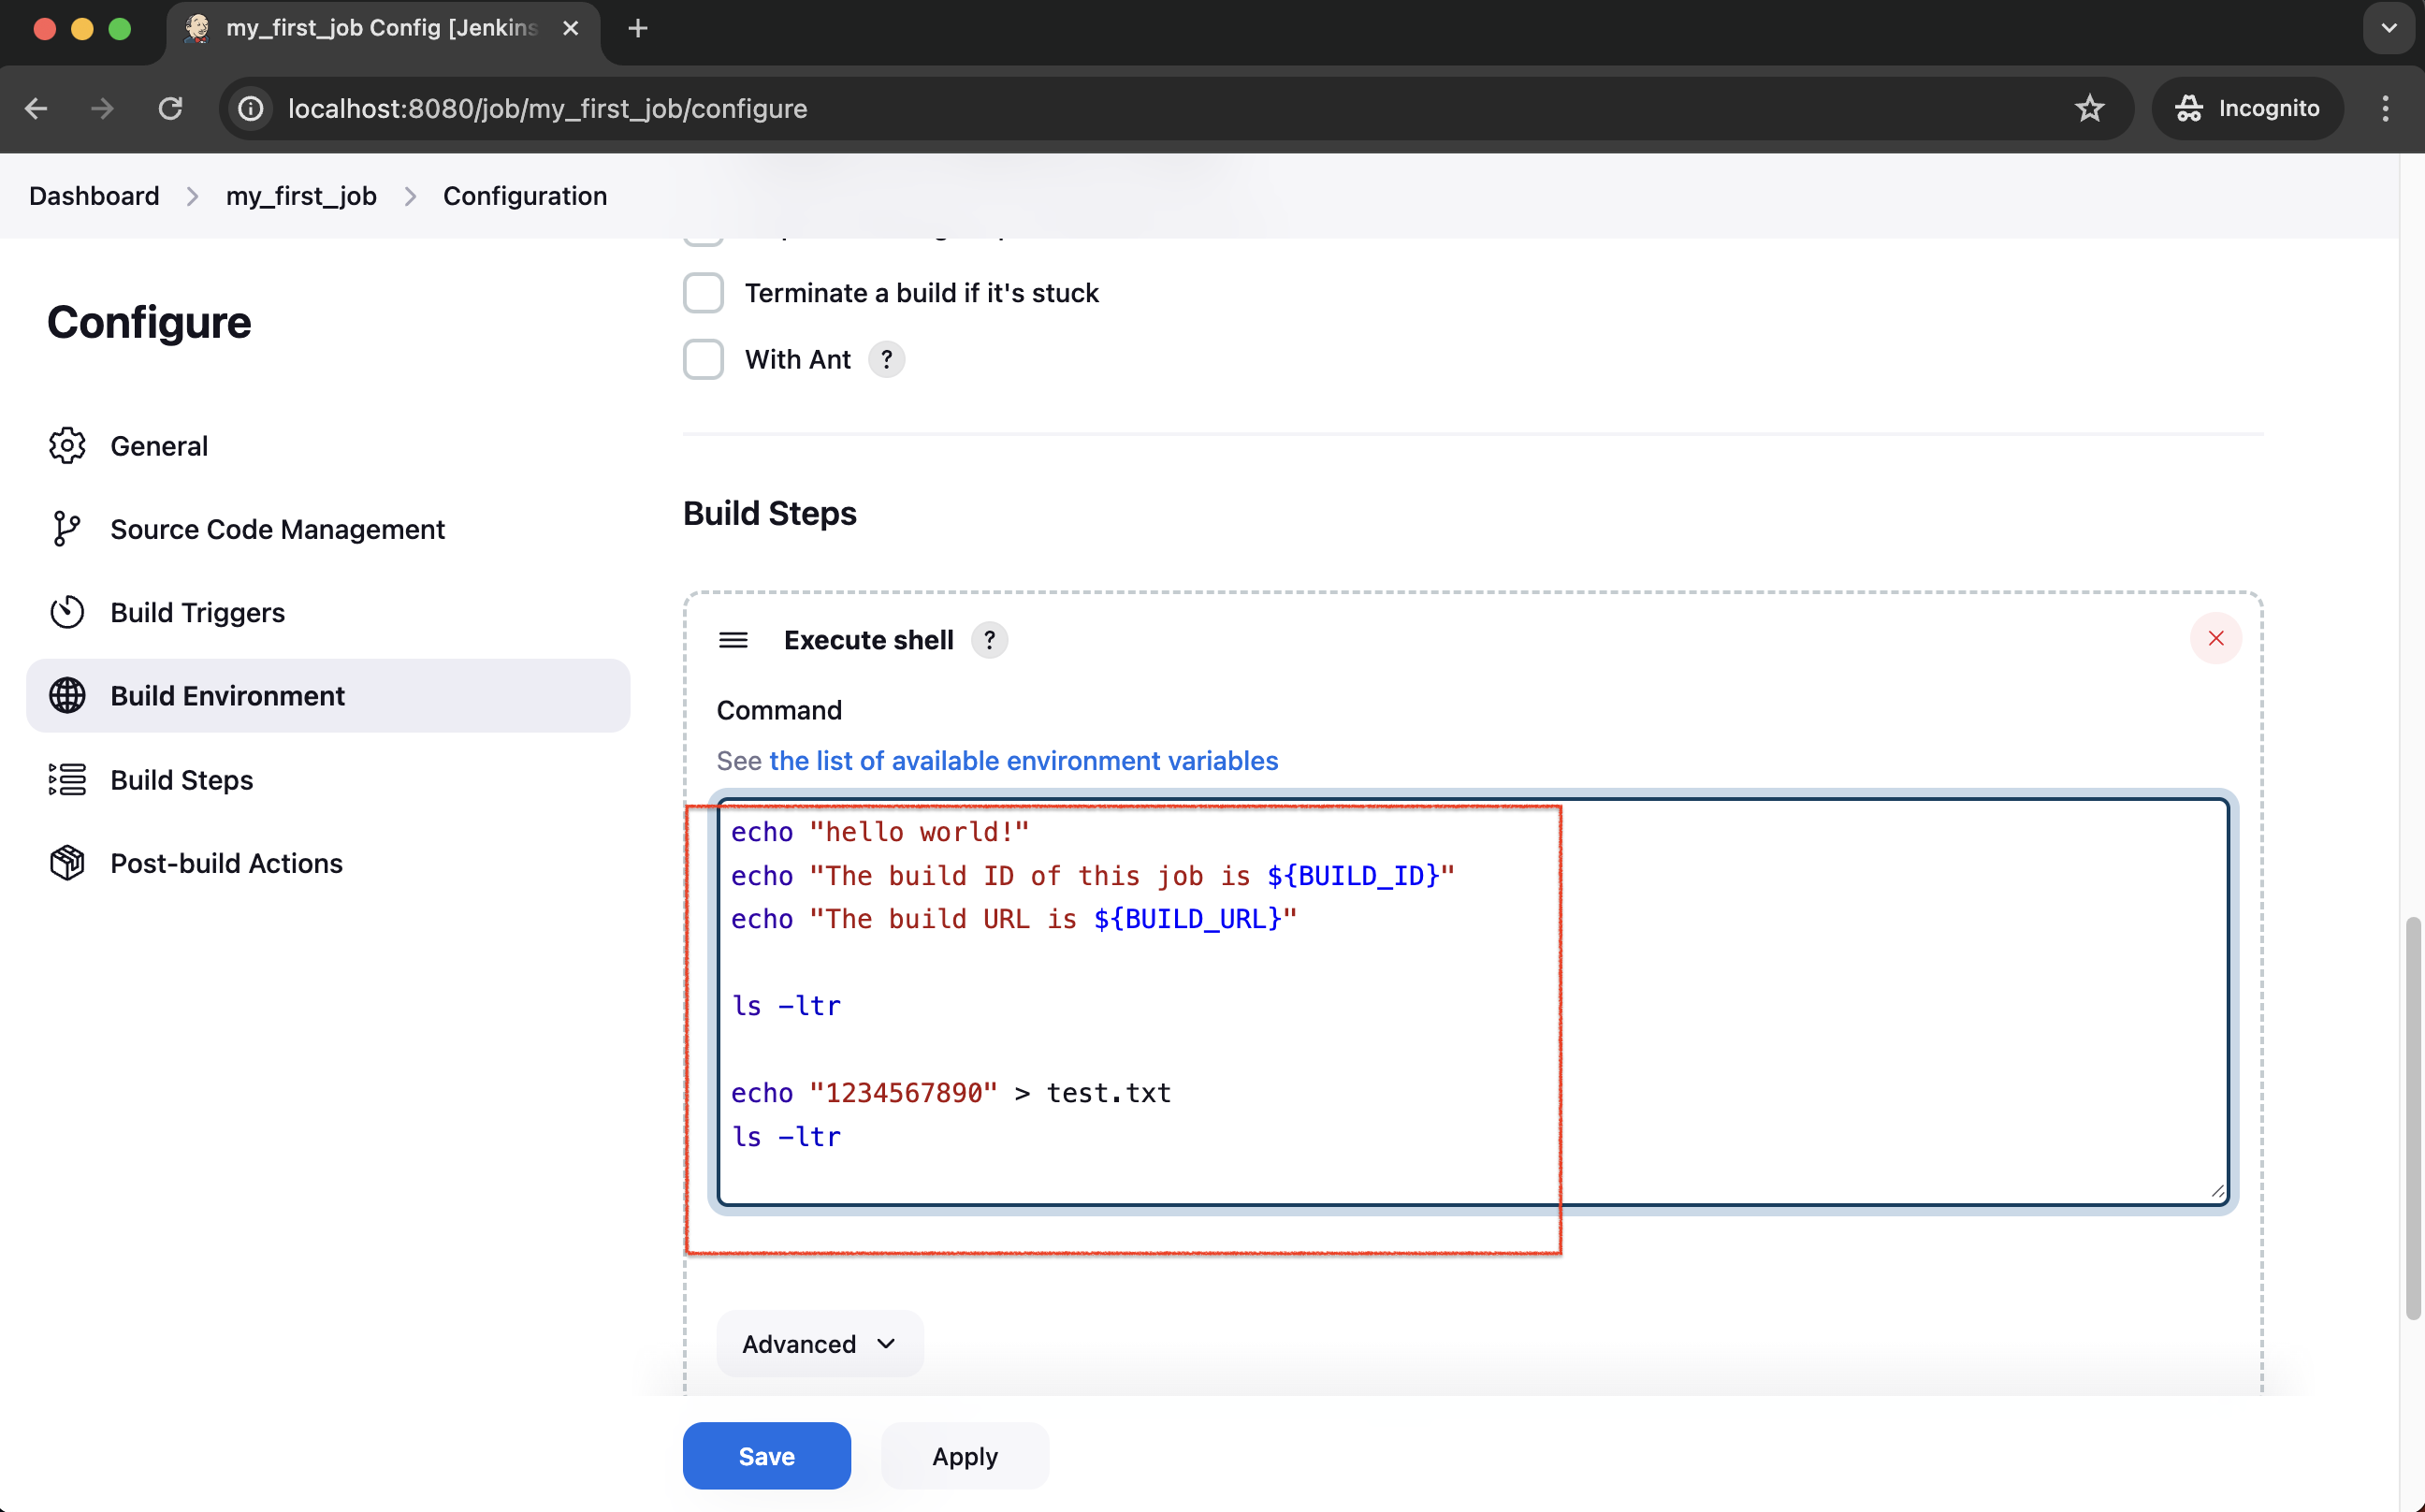 my_first_job Config [Jenkins
localhost:8080/job/my_first_job/configure
Incognito
Dashboard > my_first_job > Configuration
Configure
General
Source Code Management
Build Triggers
Build Environment
Build Steps
Post-build Actions
Terminate a build if it's stuck
With Ant ?
Build Steps
Execute shell ?
Command
See the list of available environment variables
echo "hello world!"
echo "The build ID of this job is ${BUILD_ID}"
echo "The build URL is ${BUILD_URL}"
ls -ltr
echo "1234567890" > test.txt
ls -ltr
Advanced
Save
Apply